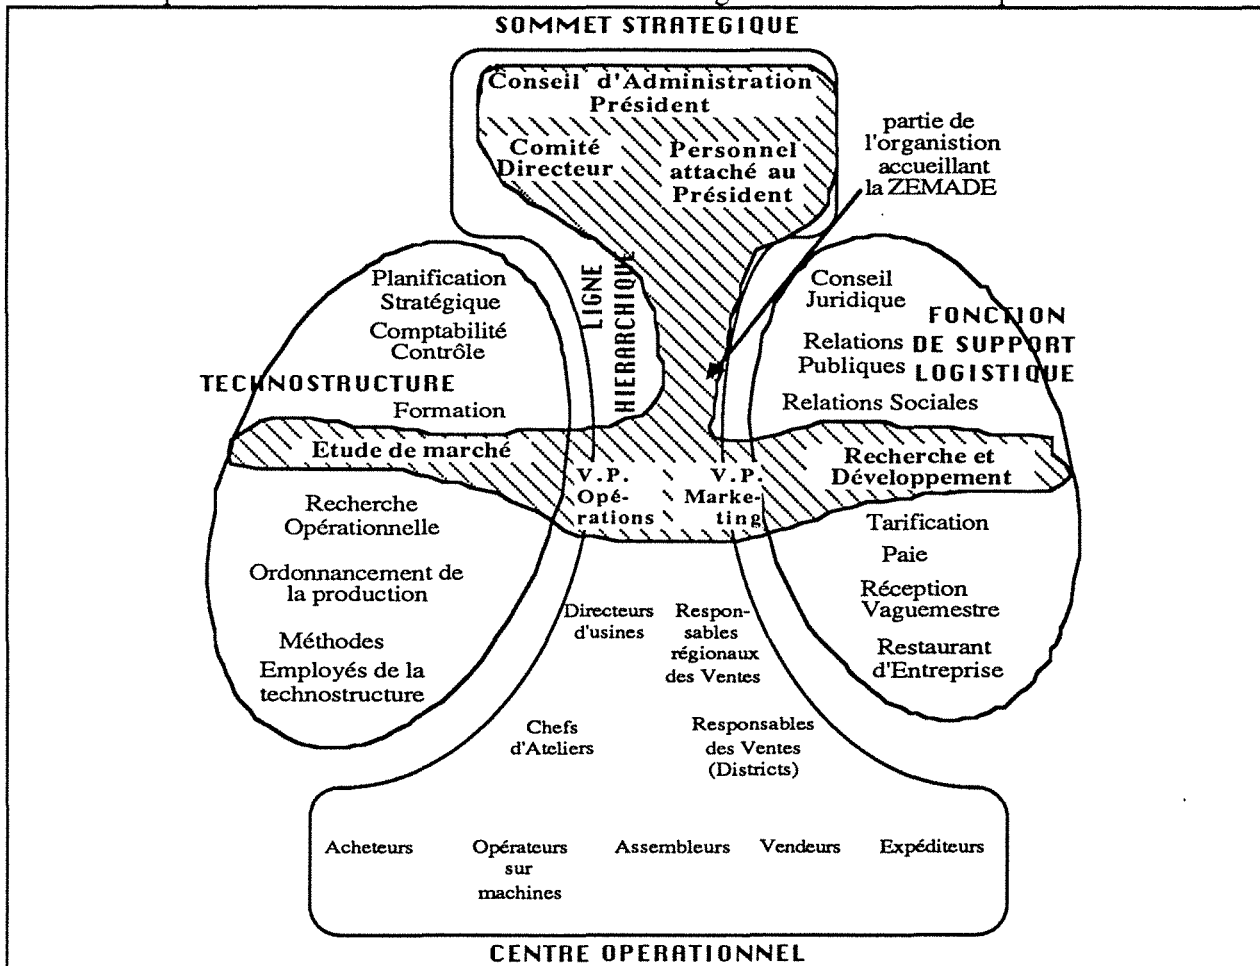 SOMMET STRATEGIQUE
Conseil d'Administration
Président
Comité
Directeur
Personnel
attaché au
Président
partie de
l'organistion
accueillant
la ZEMADE
LIGNE
HIERARCHIQUE
Planification
Stratégique
Comptabilité
Contrôle
TECHNOSTRUCTURE
Formation
Etude de marché
Recherche
Opérationnelle
Ordonnancement de
la production
Méthodes
Employés de la
technostructure
Conseil
Juridique
FONCTION
DE SUPPORT
LOGISTIQUE
Relations
Publiques
Relations Sociales
Recherche et
Développement
Tarification
Paie
Réception
Vaguemestre
Restaurant
d'Entreprise
V.P.
Opé-
rations
V.P.
Marke-
ting
Directeurs
d'usines
Respon-
sables
régionaux
des Ventes
Chefs
d'Ateliers
Responsables
des Ventes
(Districts)
Acheteurs
Opérateurs
sur
machines
Assembleurs
Vendeurs
Expéditeurs
CENTRE OPERATIONNEL